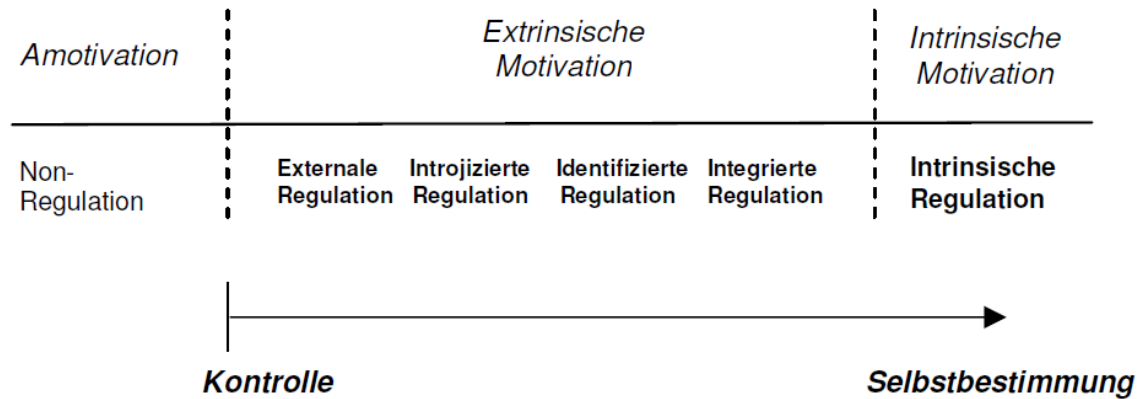 Amotivation
Extrinsische
Motivation
Intrinsische
Motivation
Non-
Regulation
Externale
Regulation
Introjizierte
Regulation
Identifizierte
Regulation
Integrierte
Regulation
Intrinsische
Regulation
Kontrolle
Selbstbestimmung